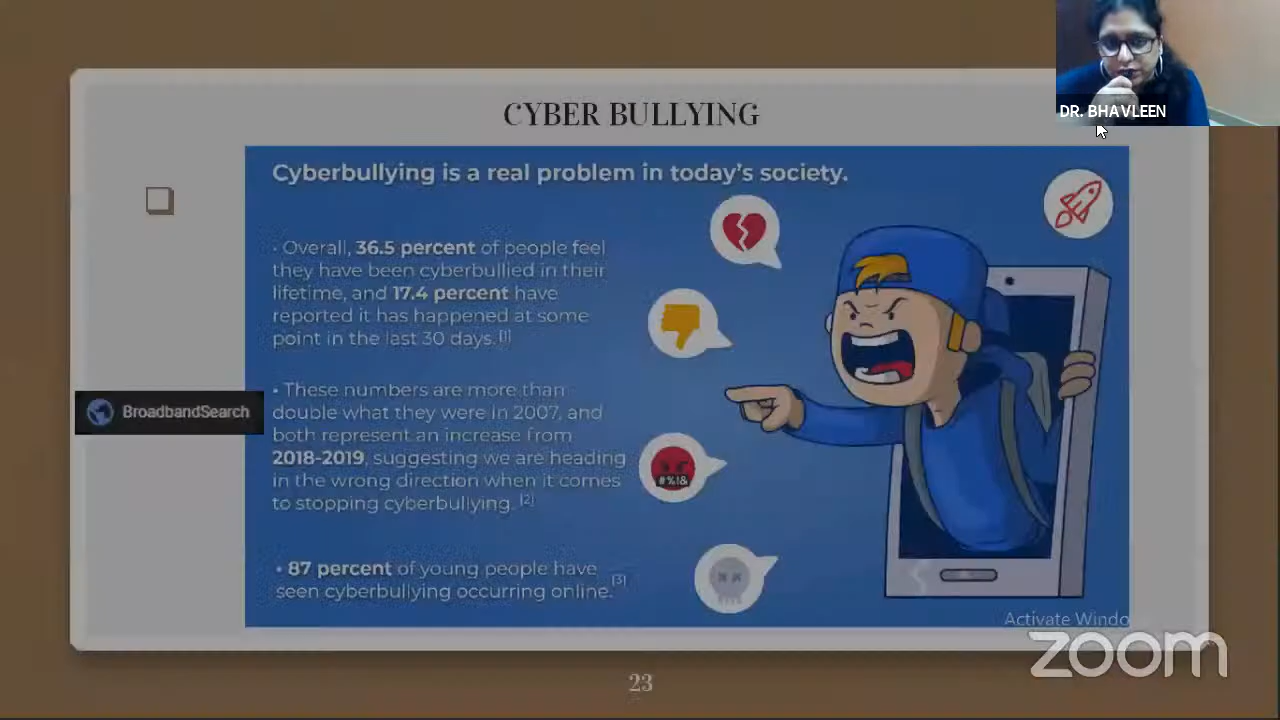 DR. BHAVLEEN
CYBER BULLYING
Cyberbullying is a real problem in today's society.
• Overall, 36.5 percent of people feel
they have been cyberbullied in their
lifetime, and 17.4 percent have
reported it has happened at some
point in the last 30 days. [1]
• These numbers are more than
double what they were in 2007, and
both represent an increase from
2018-2019, suggesting we are heading
in the wrong direction when it comes
to stopping cyberbullying. [2]
• 87 percent of young people have
seen cyberbullying occurring online. [3]
BroadbandSearch
#%!&
Activate Windo
zoom
23